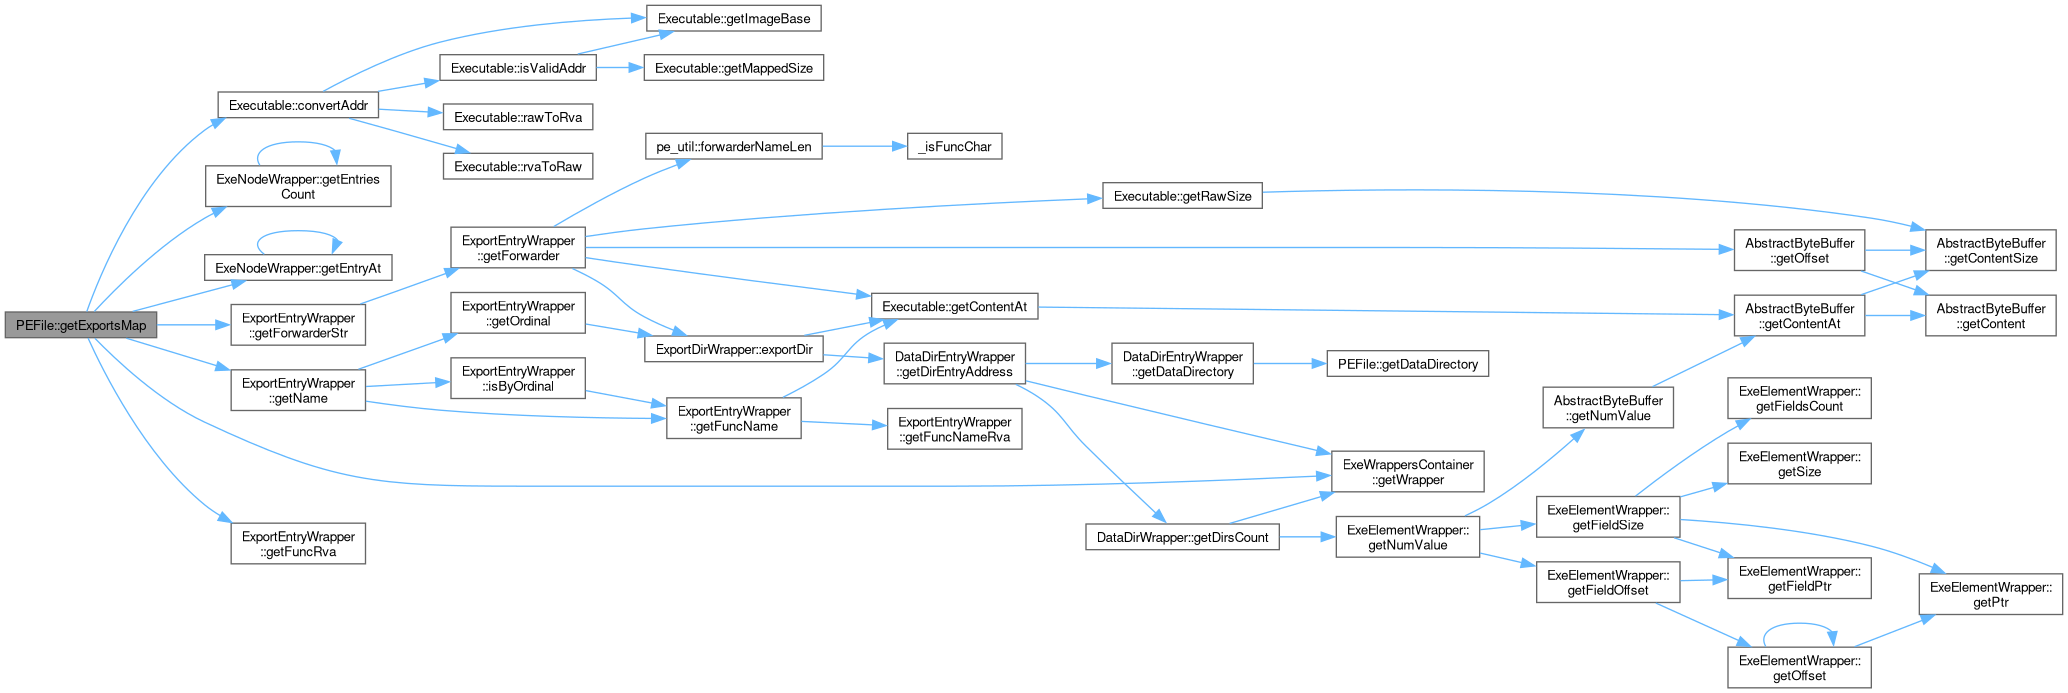 PEFile::getExportsMap
Executable::convertAddr
Executable::getImageBase
Executable::isValidAddr
Executable::getMappedSize
Executable::rawToRva
Executable::rvaToRaw
ExeNodeWrapper::getEntries
Count
ExeNodeWrapper::getEntryAt
ExportEntryWrapper
::getForwarderStr
ExportEntryWrapper
::getForwarder
pe_util::forwarderNameLen
_isFuncChar
Executable::getRawSize
AbstractByteBuffer
::getOffset
AbstractByteBuffer
::getContentSize
AbstractByteBuffer
::getContentAt
AbstractByteBuffer
::getContent
Executable::getContentAt
ExportDirWrapper::exportDir
ExportEntryWrapper
::getName
ExportEntryWrapper
::getOrdinal
ExportEntryWrapper
::isByOrdinal
ExportEntryWrapper
::getFuncName
ExportEntryWrapper
::getFuncNameRva
DataDirEntryWrapper
::getDirEntryAddress
DataDirEntryWrapper
::getDataDirectory
PEFile::getDataDirectory
ExeWrappersContainer
::getWrapper
DataDirWrapper::getDirsCount
ExeElementWrapper::
getNumValue
AbstractByteBuffer
::getNumValue
ExeElementWrapper::
getFieldSize
ExeElementWrapper::
getFieldOffset
ExeElementWrapper::
getFieldsCount
ExeElementWrapper::
getSize
ExeElementWrapper::
getFieldPtr
ExeElementWrapper::
getOffset
ExeElementWrapper::
getPtr
ExportEntryWrapper
::getFuncRva